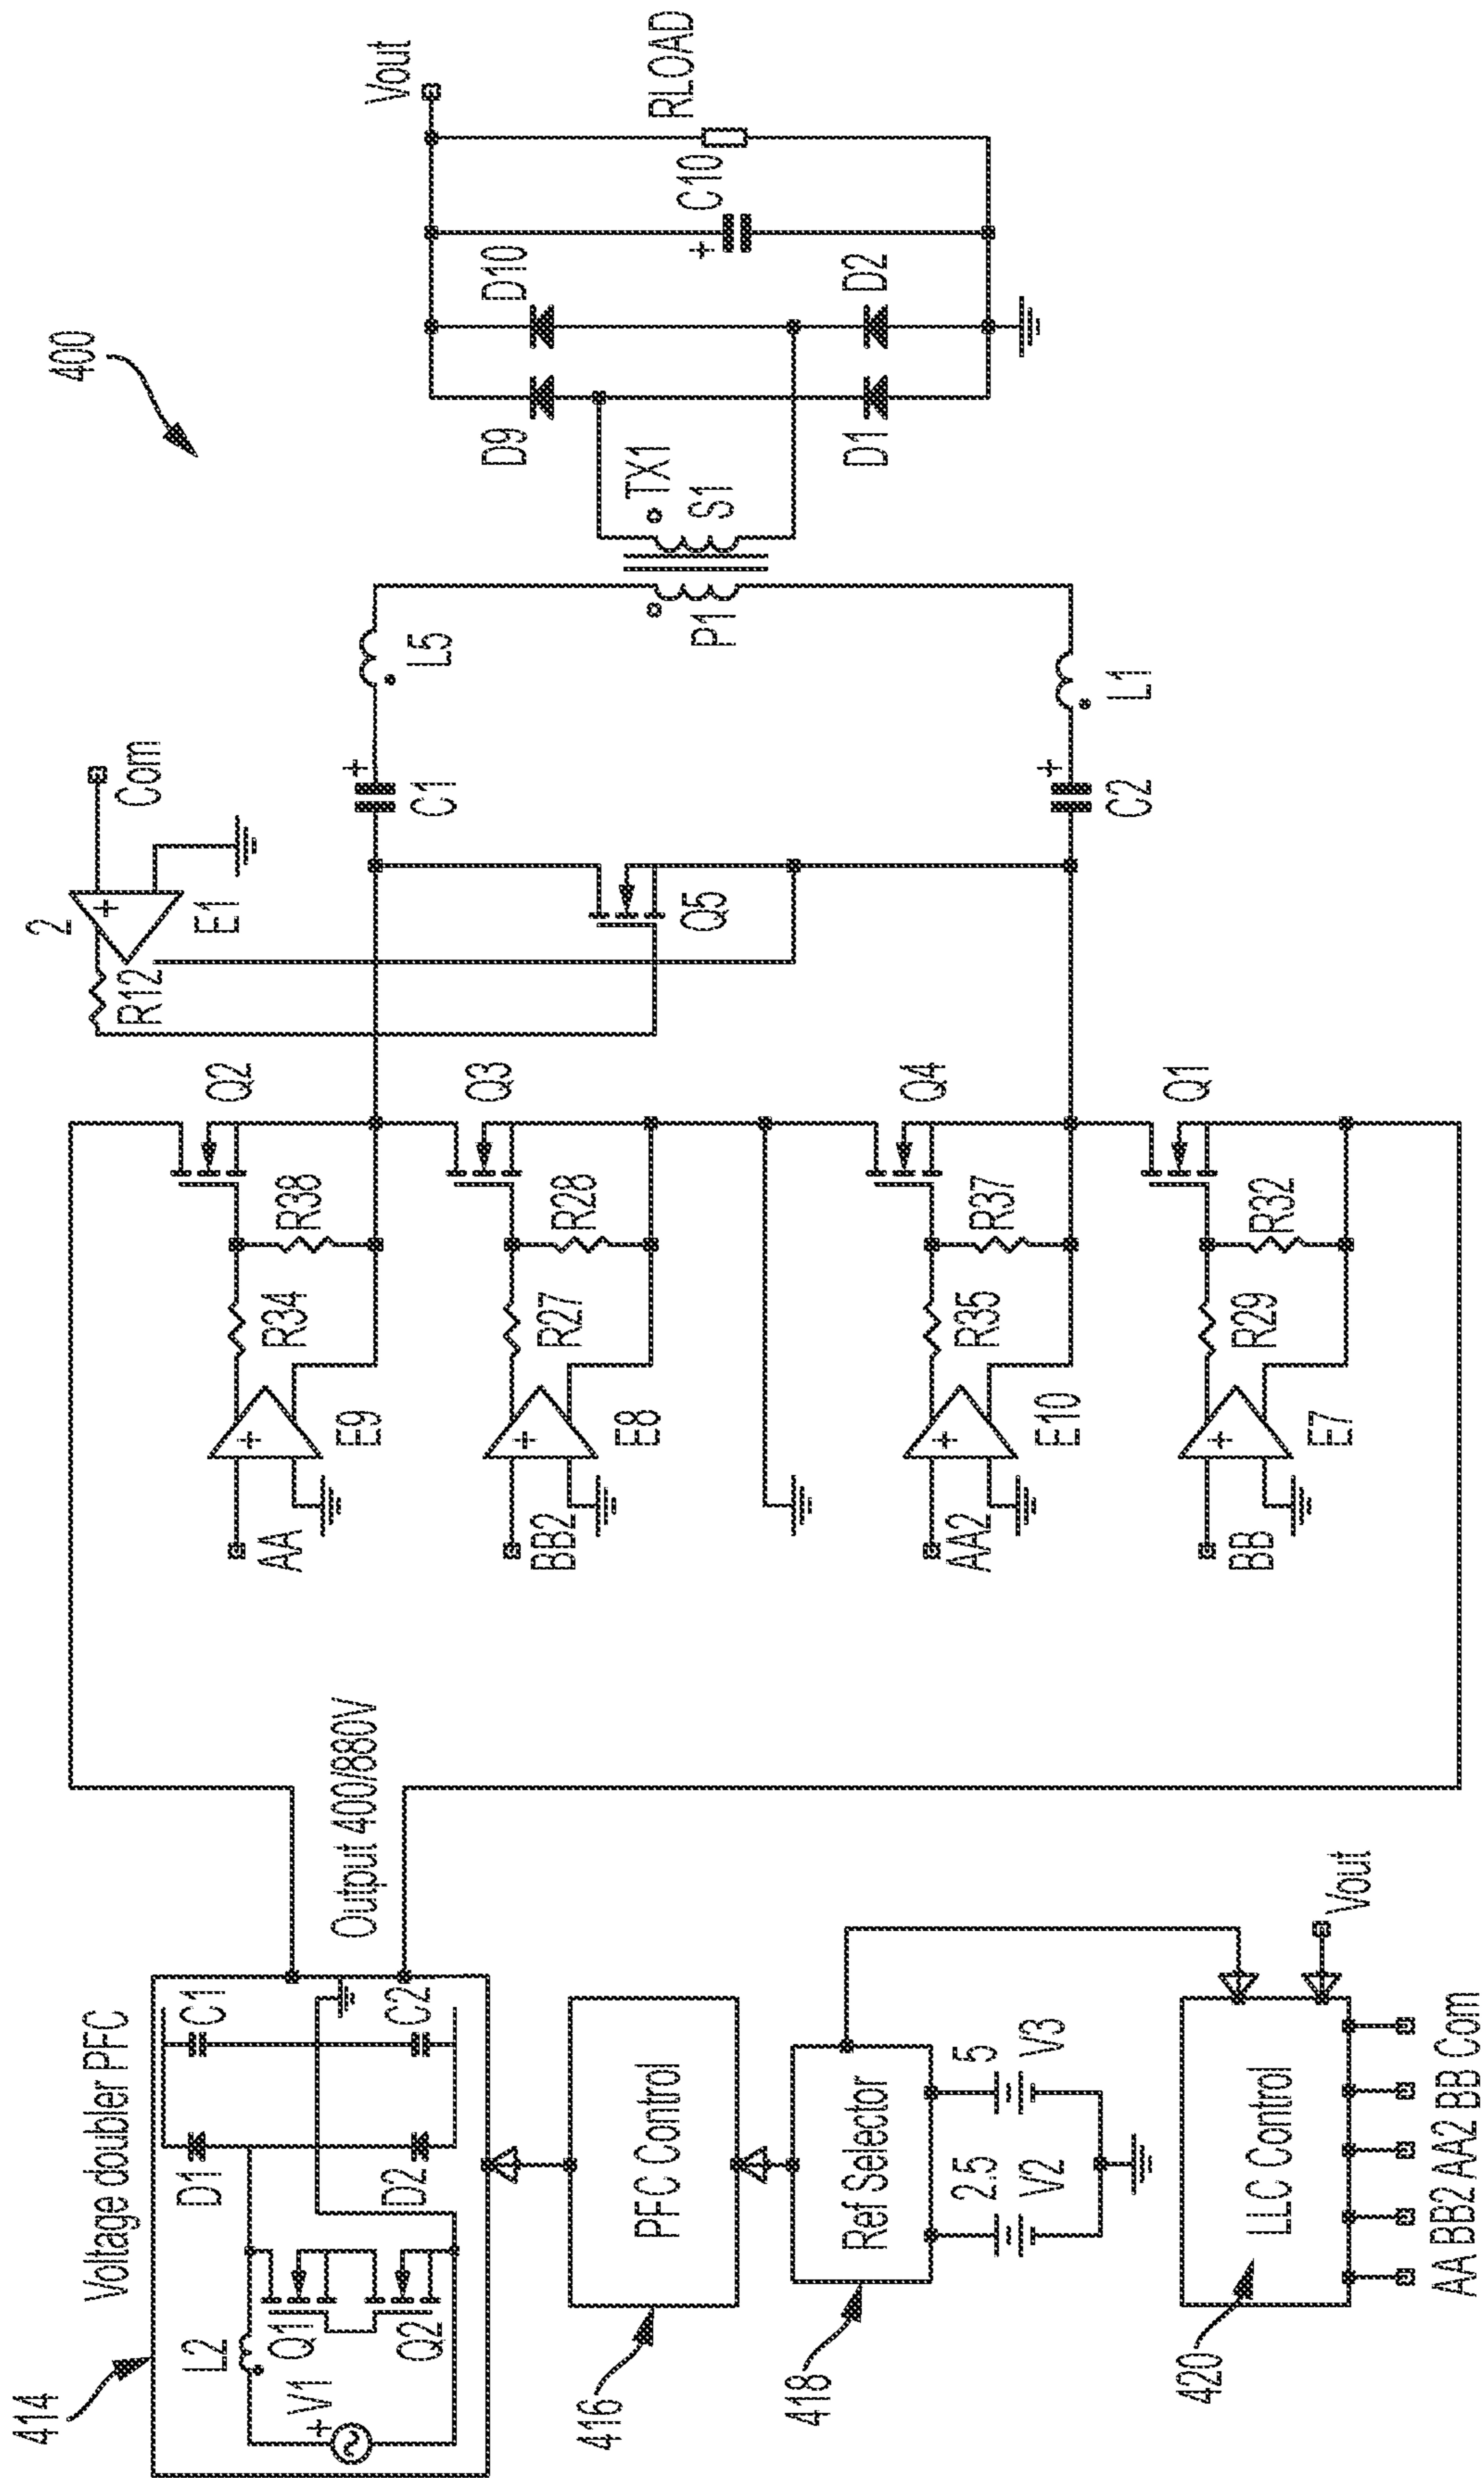 400
414
Voltage doubler PFC
V1
+
L2
Q1
Q2
D1
D2
C1
C2
Output 400/880V
416
PFC Control
418
Ref Selector
2.5
V2
5
V3
420
LLC Control
Vout
AA BB2 AA2 BB Com
AA
+
E9
R34
R38
Q2
BB2
+
E8
R27
R28
Q3
AA2
+
E10
R35
R37
Q4
BB
+
E7
R29
R32
Q1
R12
2
+
E1
Com
Q5
+
C1
L5
+
C2
L1
P1
TX1
S1
D9
D10
D1
D2
+
C10
RLOAD
Vout